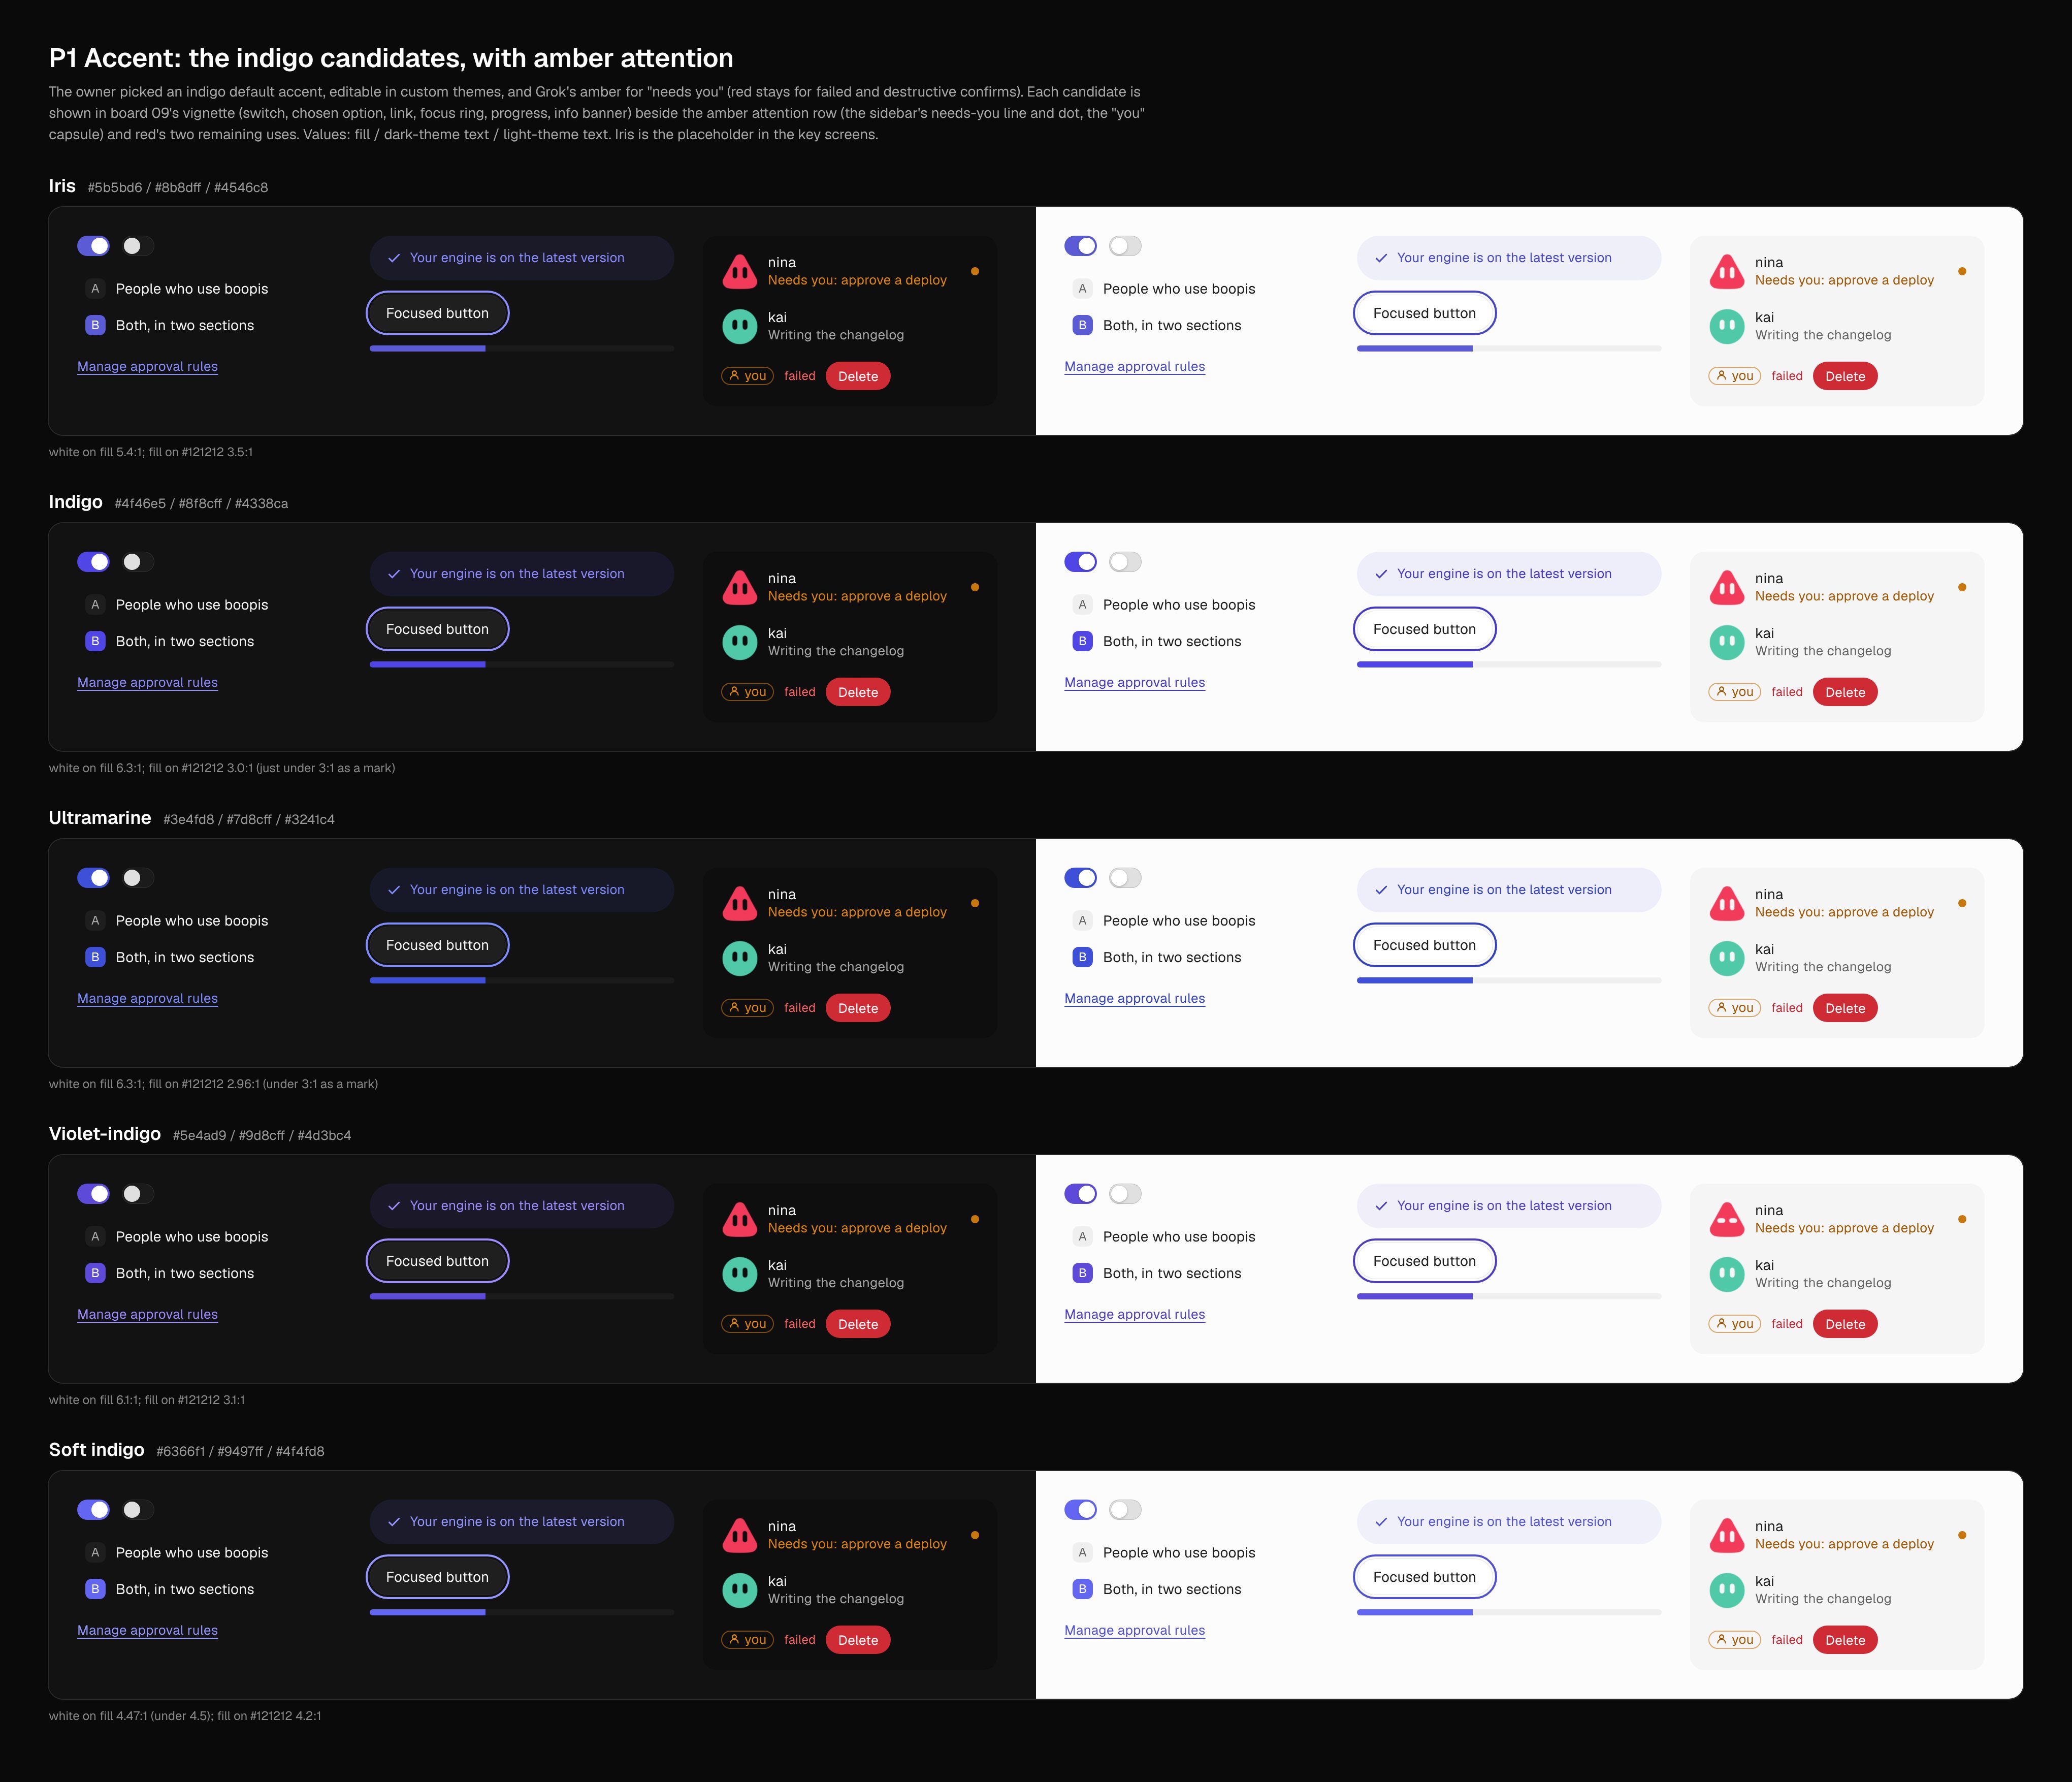 P1 Accent: the indigo candidates, with amber attention
The owner picked an indigo default accent, editable in custom themes, and Grok's amber for "needs you" (red stays for failed and destructive confirms). Each candidate is
shown in board 09's vignette (switch, chosen option, link, focus ring, progress, info banner) beside the amber attention row (the sidebar's needs-you line and dot, the "you"
capsule) and red's two remaining uses. Values: fill / dark-theme text / light-theme text. Iris is the placeholder in the key screens.
Iris #5b5bd6 / #8b8dff / #4546c8
A People who use boopis
B Both, in two sections
Manage approval rules
Your engine is on the latest version
Focused button
nina
Needs you: approve a deploy
kai
Writing the changelog
you failed Delete
A People who use boopis
B Both, in two sections
Manage approval rules
Your engine is on the latest version
Focused button
nina
Needs you: approve a deploy
kai
Writing the changelog
you failed Delete
white on fill 5.4:1; fill on #121212 3.5:1
Indigo #4f46e5 / #8f8cff / #4338ca
A People who use boopis
B Both, in two sections
Manage approval rules
Your engine is on the latest version
Focused button
nina
Needs you: approve a deploy
kai
Writing the changelog
you failed Delete
A People who use boopis
B Both, in two sections
Manage approval rules
Your engine is on the latest version
Focused button
nina
Needs you: approve a deploy
kai
Writing the changelog
you failed Delete
white on fill 6.3:1; fill on #121212 3.0:1 (just under 3:1 as a mark)
Ultramarine #3e4fd8 / #7d8cff / #3241c4
A People who use boopis
B Both, in two sections
Manage approval rules
Your engine is on the latest version
Focused button
nina
Needs you: approve a deploy
kai
Writing the changelog
you failed Delete
A People who use boopis
B Both, in two sections
Manage approval rules
Your engine is on the latest version
Focused button
nina
Needs you: approve a deploy
kai
Writing the changelog
you failed Delete
white on fill 6.3:1; fill on #121212 2.96:1 (under 3:1 as a mark)
Violet-indigo #5e4ad9 / #9d8cff / #4d3bc4
A People who use boopis
B Both, in two sections
Manage approval rules
Your engine is on the latest version
Focused button
nina
Needs you: approve a deploy
kai
Writing the changelog
you failed Delete
A People who use boopis
B Both, in two sections
Manage approval rules
Your engine is on the latest version
Focused button
nina
Needs you: approve a deploy
kai
Writing the changelog
you failed Delete
white on fill 6.1:1; fill on #121212 3.1:1
Soft indigo #6366f1 / #9497ff / #4f4fd8
A People who use boopis
B Both, in two sections
Manage approval rules
Your engine is on the latest version
Focused button
nina
Needs you: approve a deploy
kai
Writing the changelog
you failed Delete
A People who use boopis
B Both, in two sections
Manage approval rules
Your engine is on the latest version
Focused button
nina
Needs you: approve a deploy
kai
Writing the changelog
you failed Delete
white on fill 4.47:1 (under 4.5); fill on #121212 4.2:1